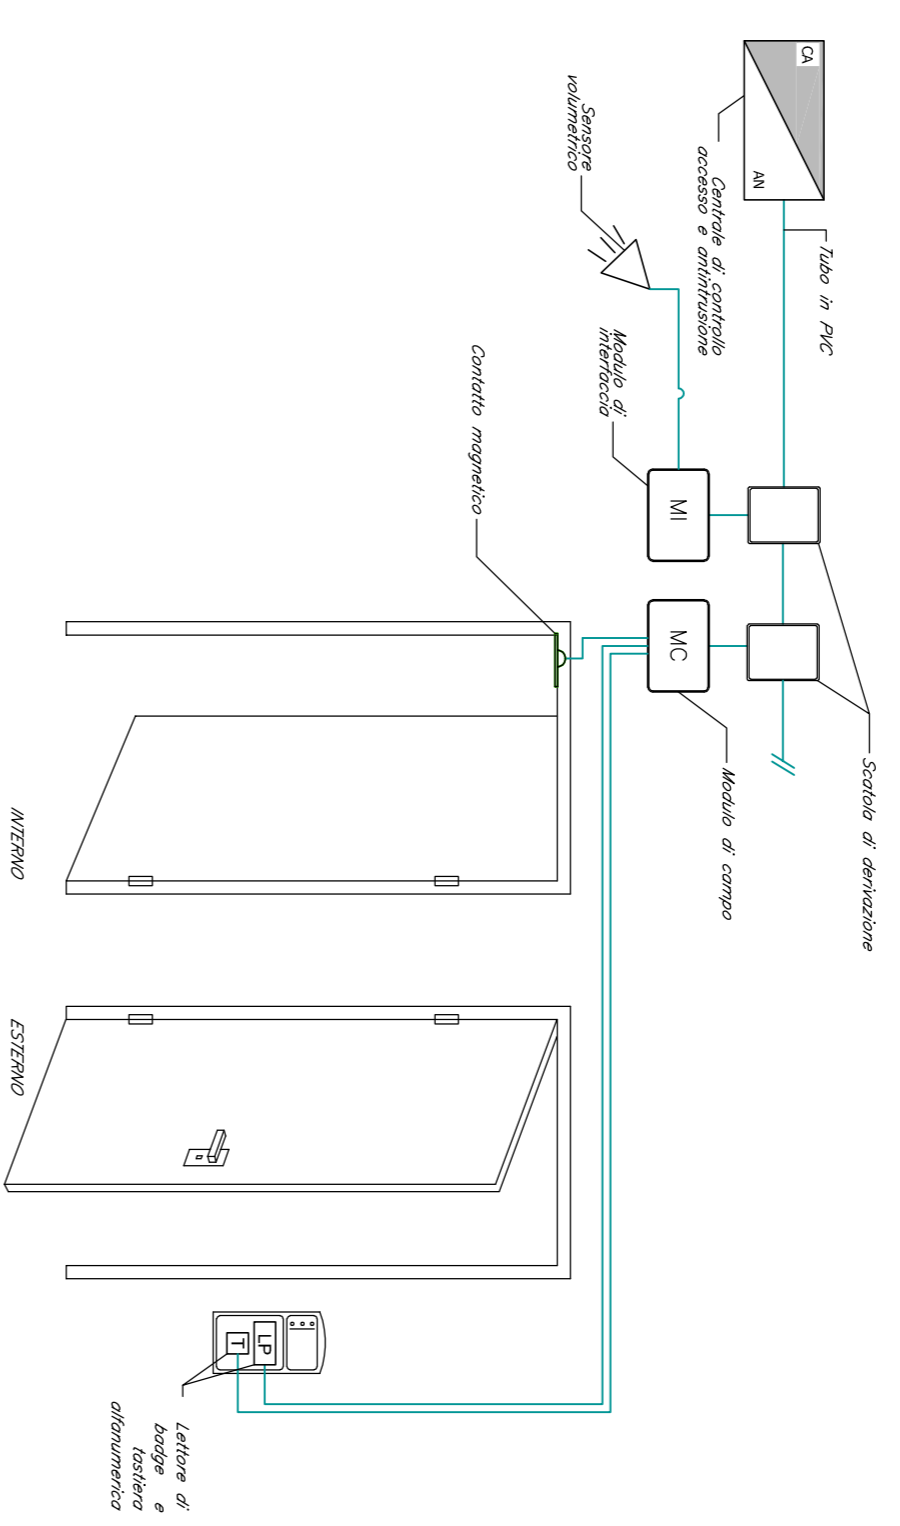 CA
AN
Tubo in PVC
Centrale di controllo
accesso e antintrusione
Sensore
volumetrico
Modulo di
interfaccia
MI
MC
Scatola di derivazione
Modulo di campo
Contatto magnetico
INTERNO
ESTERNO
LP
T
Lettore di
badge e
tastiera
alfanumerica